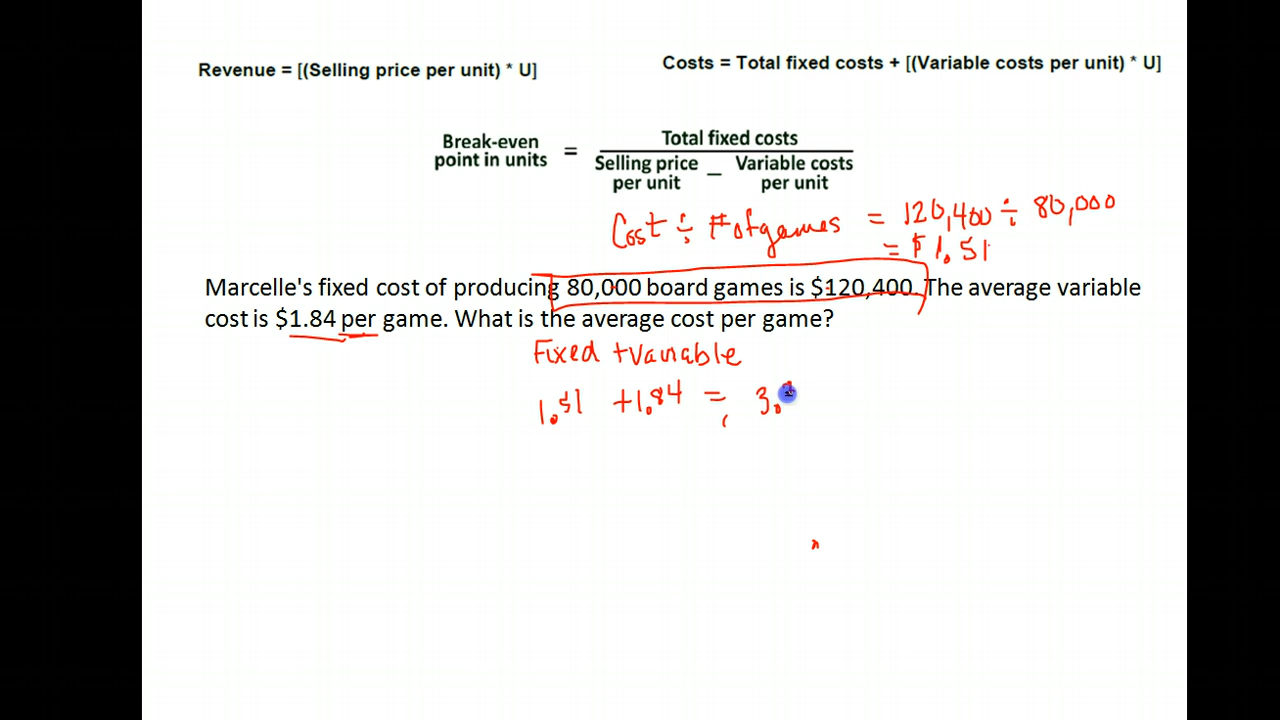 Revenue = [(Selling price per unit) * U]
Costs = Total fixed costs + [(Variable costs per unit) * U]
Break-even
point in units
=
Total fixed costs
Selling price
per unit
−
Variable costs
per unit
Cost ÷ # of games = 120,400 ÷ 80,000
= $1.51
Marcelle's fixed cost of producing 80,000 board games is $120,400. The average variable
cost is $1.84 per game. What is the average cost per game?
Fixed + Variable
1.51 + 1.84 = 3.